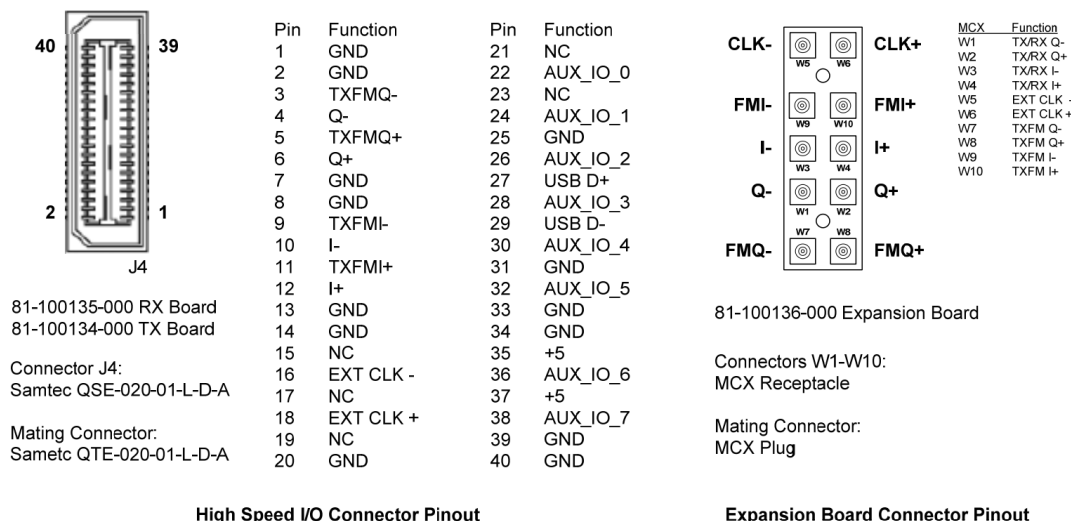 40
39
2
1
J4
81-100135-000 RX Board
81-100134-000 TX Board
Connector J4:
Samtec QSE-020-01-L-D-A
Mating Connector:
Sametc QTE-020-01-L-D-A
Pin Function
1 GND
2 GND
3 TXFMQ-
4 Q-
5 TXFMQ+
6 Q+
7 GND
8 GND
9 TXFMI-
10 I-
11 TXFMI+
12 I+
13 GND
14 GND
15 NC
16 EXT CLK -
17 NC
18 EXT CLK +
19 NC
20 GND
Pin Function
21 NC
22 AUX_IO_0
23 NC
24 AUX_IO_1
25 GND
26 AUX_IO_2
27 USB D+
28 AUX_IO_3
29 USB D-
30 AUX_IO_4
31 GND
32 AUX_IO_5
33 GND
34 GND
35 +5
36 AUX_IO_6
37 +5
38 AUX_IO_7
39 GND
40 GND
High Speed I/O Connector Pinout
CLK- CLK+
W5 W6
FMI- FMI+
W9 W10
I- I+
W3 W4
Q- Q+
W1 W2
W7 W8
FMQ- FMQ+
MCX Function
W1 TX/RX Q-
W2 TX/RX Q+
W3 TX/RX I-
W4 TX/RX I+
W5 EXT CLK -
W6 EXT CLK +
W7 TXFM Q-
W8 TXFM Q+
W9 TXFM I-
W10 TXFM I+
81-100136-000 Expansion Board
Connectors W1-W10:
MCX Receptacle
Mating Connector:
MCX Plug
Expansion Board Connector Pinout